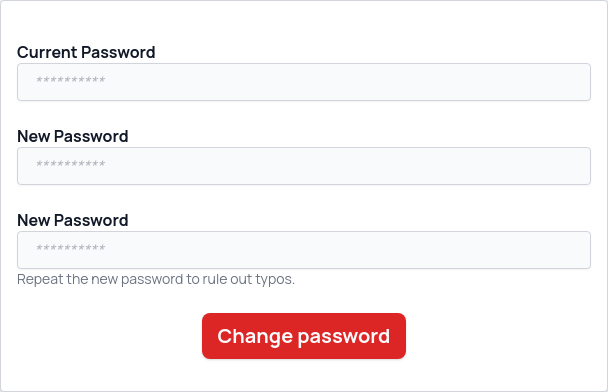 Current Password
**********
New Password
**********
New Password
**********
Repeat the new password to rule out typos.
Change password